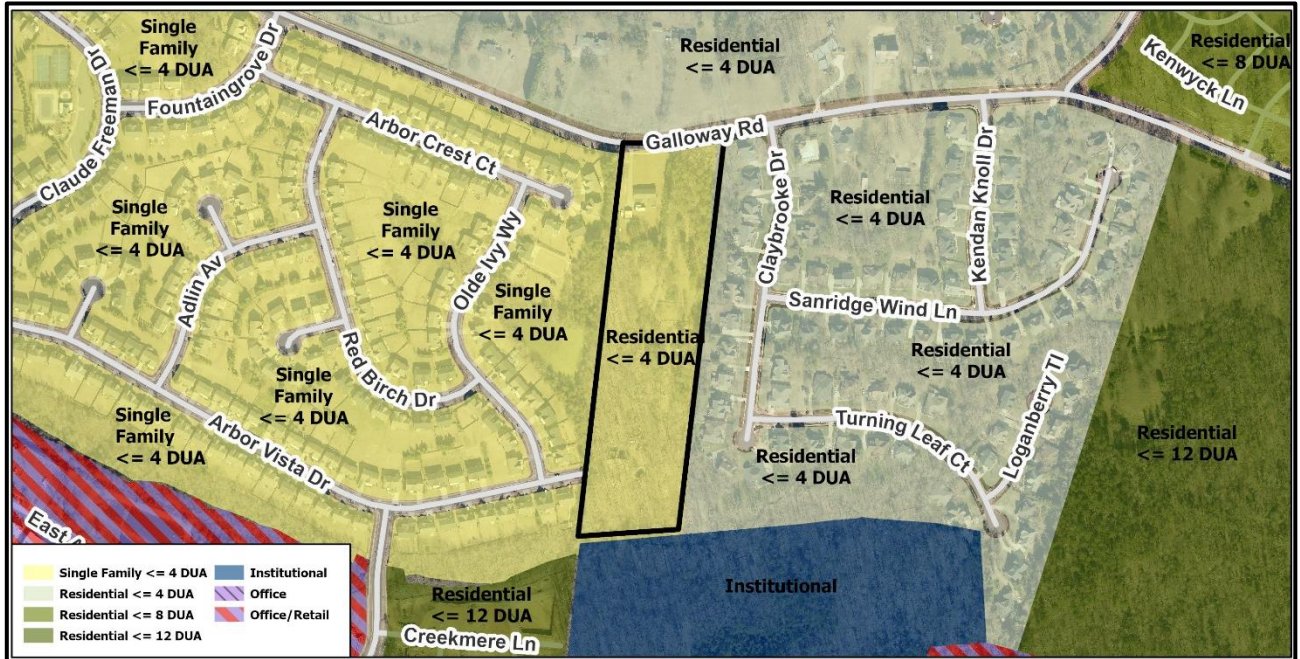 Single
Family
<= 4 DUA
Fountaingrove Dr
Claude Freeman Dr
Residential
<= 4 DUA
Residential
<= 8 DUA
Kenwyck Ln
Arbor Crest Ct
Galloway Rd
Single
Family
<= 4 DUA
Single
Family
<= 4 DUA
Olde Ivy Wy
Adlin Av
Claybrooke Dr
Residential
<= 4 DUA
Kendan Knoll Dr
Single
Family
<= 4 DUA
Sanridge Wind Ln
Residential
<= 4 DUA
Red Birch Dr
Residential
<= 4 DUA
Single
Family
<= 4 DUA
Single
Family
<= 4 DUA
Arbor Vista Dr
Turning Leaf Ct
Loganberry Tl
Residential
<= 4 DUA
Residential
<= 12 DUA
East
Single Family <= 4 DUA
Residential <= 4 DUA
Residential <= 8 DUA
Residential <= 12 DUA
Institutional
Office
Office/Retail
Residential
<= 12 DUA
Creekmere Ln
Institutional